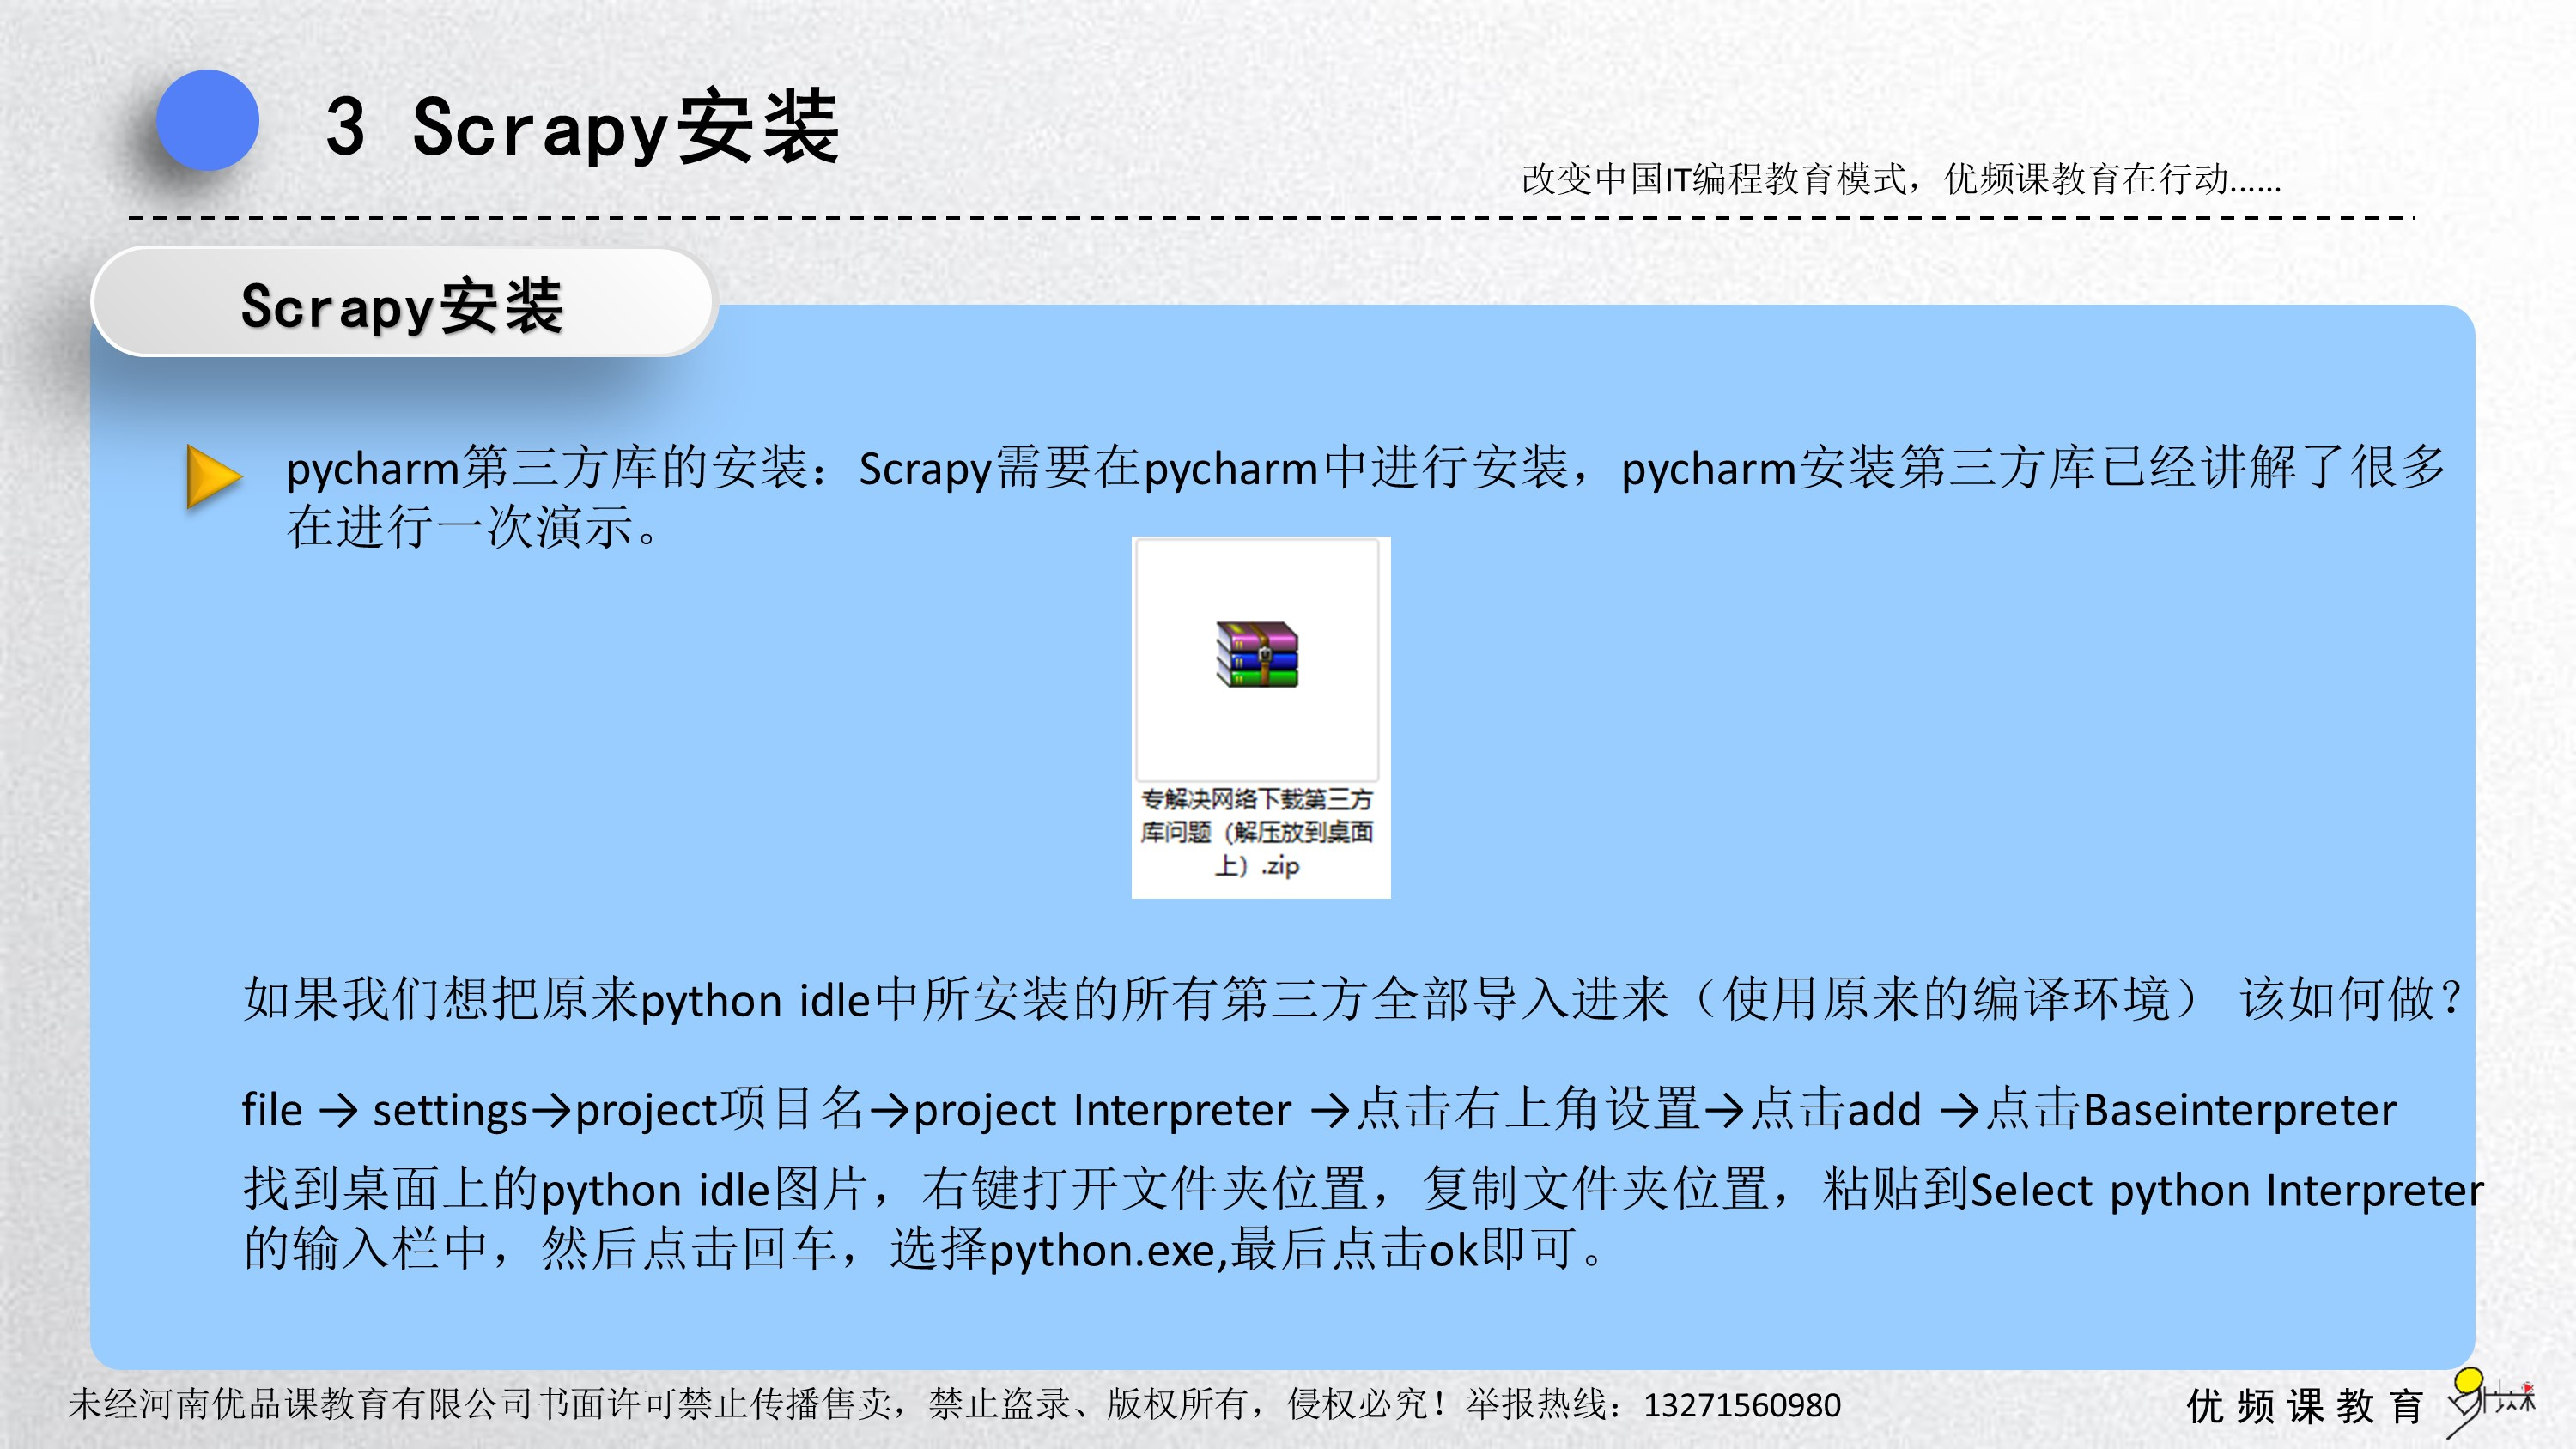 3 Scrapy安装
改变中国IT编程教育模式，优频课教育在行动......
Scrapy安装
pycharm第三方库的安装：Scrapy需要在pycharm中进行安装，pycharm安装第三方库已经讲解了很多
在进行一次演示。
专解决网络下载第三方
库问题（解压放到桌面
上）.zip
如果我们想把原来python idle中所安装的所有第三方全部导入进来（使用原来的编译环境） 该如何做？
file → settings→project项目名→project Interpreter →点击右上角设置→点击add →点击Baseinterpreter
找到桌面上的python idle图片，右键打开文件夹位置，复制文件夹位置，粘贴到Select python Interpreter
的输入栏中，然后点击回车，选择python.exe,最后点击ok即可。
未经河南优品课教育有限公司书面许可禁止传播售卖，禁止盗录、版权所有，侵权必究！举报热线：13271560980
优频课教育